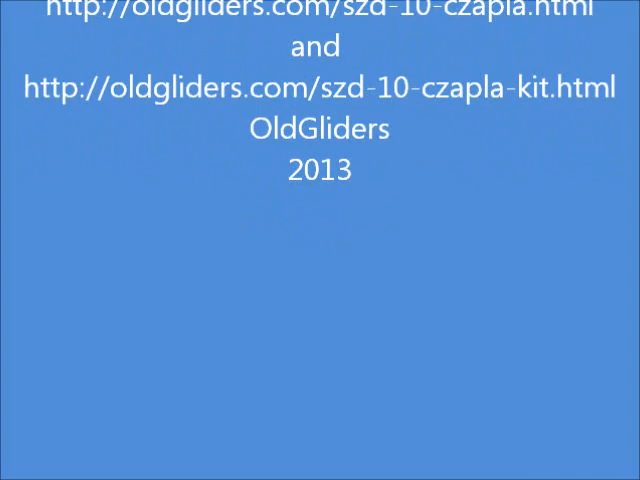 http://oldgliders.com/szd-10-czapla.html
and
http://oldgliders.com/szd-10-czapla-kit.html
OldGliders
2013